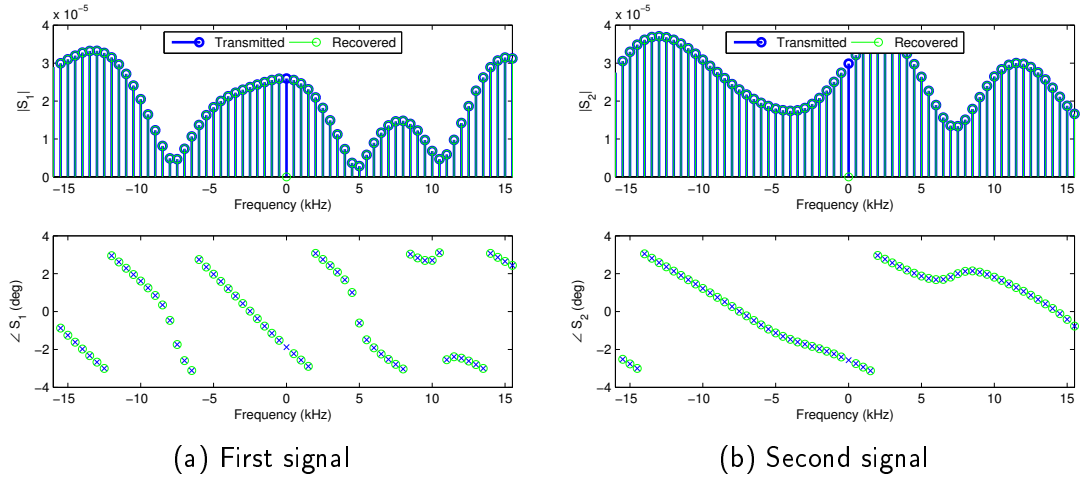 x 10⁻⁵
Transmitted Recovered
|S₁|
4
3
2
1
0
−15 −10 −5 0 5 10 15
Frequency (kHz)
∠ S₁ (deg)
4
2
0
−2
−4
−15 −10 −5 0 5 10 15
Frequency (kHz)
(a) First signal
x 10⁻⁵
Transmitted Recovered
|S₂|
4
3
2
1
0
−15 −10 −5 0 5 10 15
Frequency (kHz)
∠ S₂ (deg)
4
2
0
−2
−4
−15 −10 −5 0 5 10 15
Frequency (kHz)
(b) Second signal